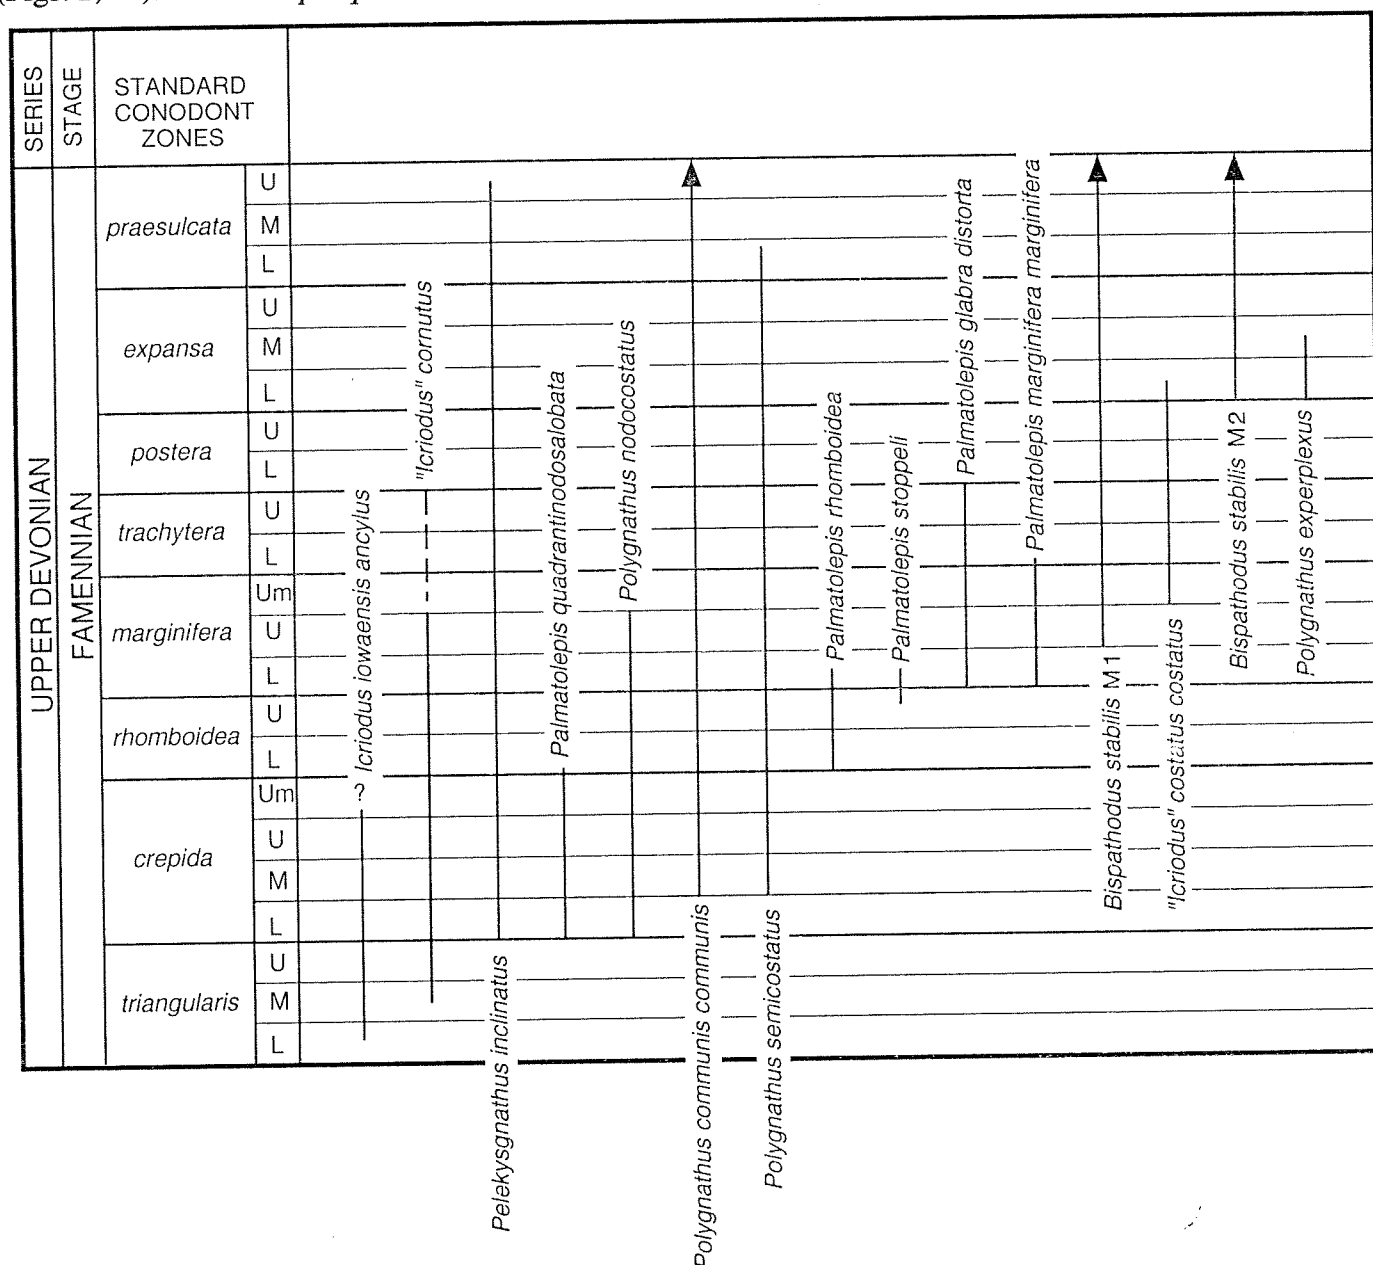 SERIES
STAGE
STANDARD
CONODONT
ZONES
UPPER DEVONIAN
FAMENNIAN
praesulcata
U
M
L
expansa
U
M
L
postera
U
L
trachytera
U
L
marginifera
Um
U
L
rhomboidea
U
L
crepida
Um
U
M
L
triangularis
U
M
L
? Icriodus iowaensis ancylus
"Icriodus" cornutus
Pelekysgnathus inclinatus
Palmatolepis quadrantinodosalobata
Polygnathus nodocostatus
Polygnathus communis communis
Polygnathus semicostatus
Palmatolepis rhomboidea
Palmatolepis stoppeli
Palmatolepis glabra distorta
Palmatolepis marginifera marginifera
Bispathodus stabilis M1
"Icriodus" costatus costatus
Bispathodus stabilis M2
Polygnathus experplexus